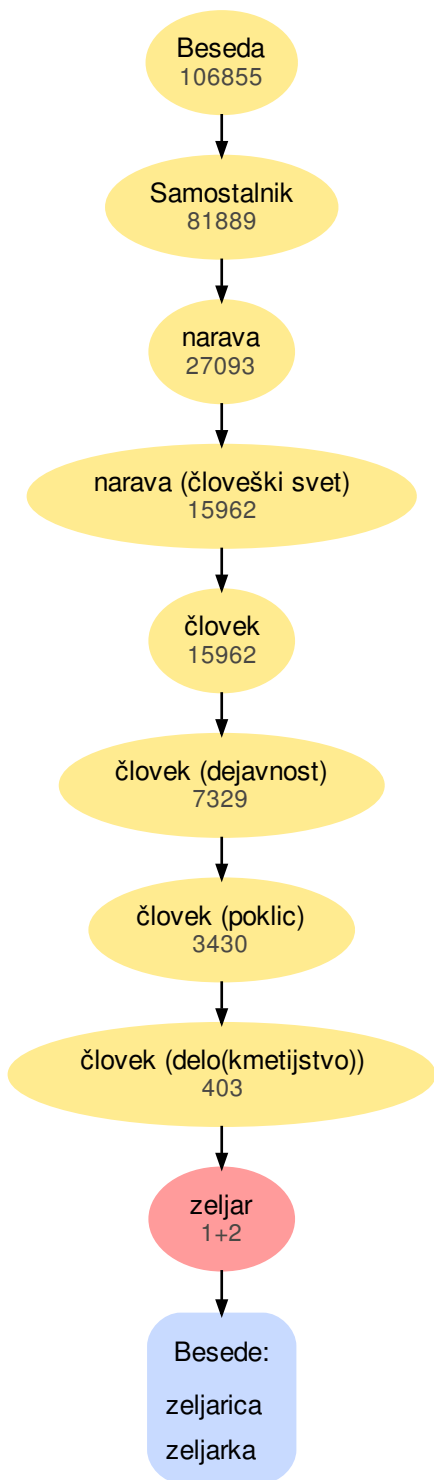 Beseda
106855
Samostalnik
81889
narava
27093
narava (človeški svet)
15962
človek
15962
človek (dejavnost)
7329
človek (poklic)
3430
človek (delo(kmetijstvo))
403
zeljar
1+2
Besede:
zeljarica
zeljarka